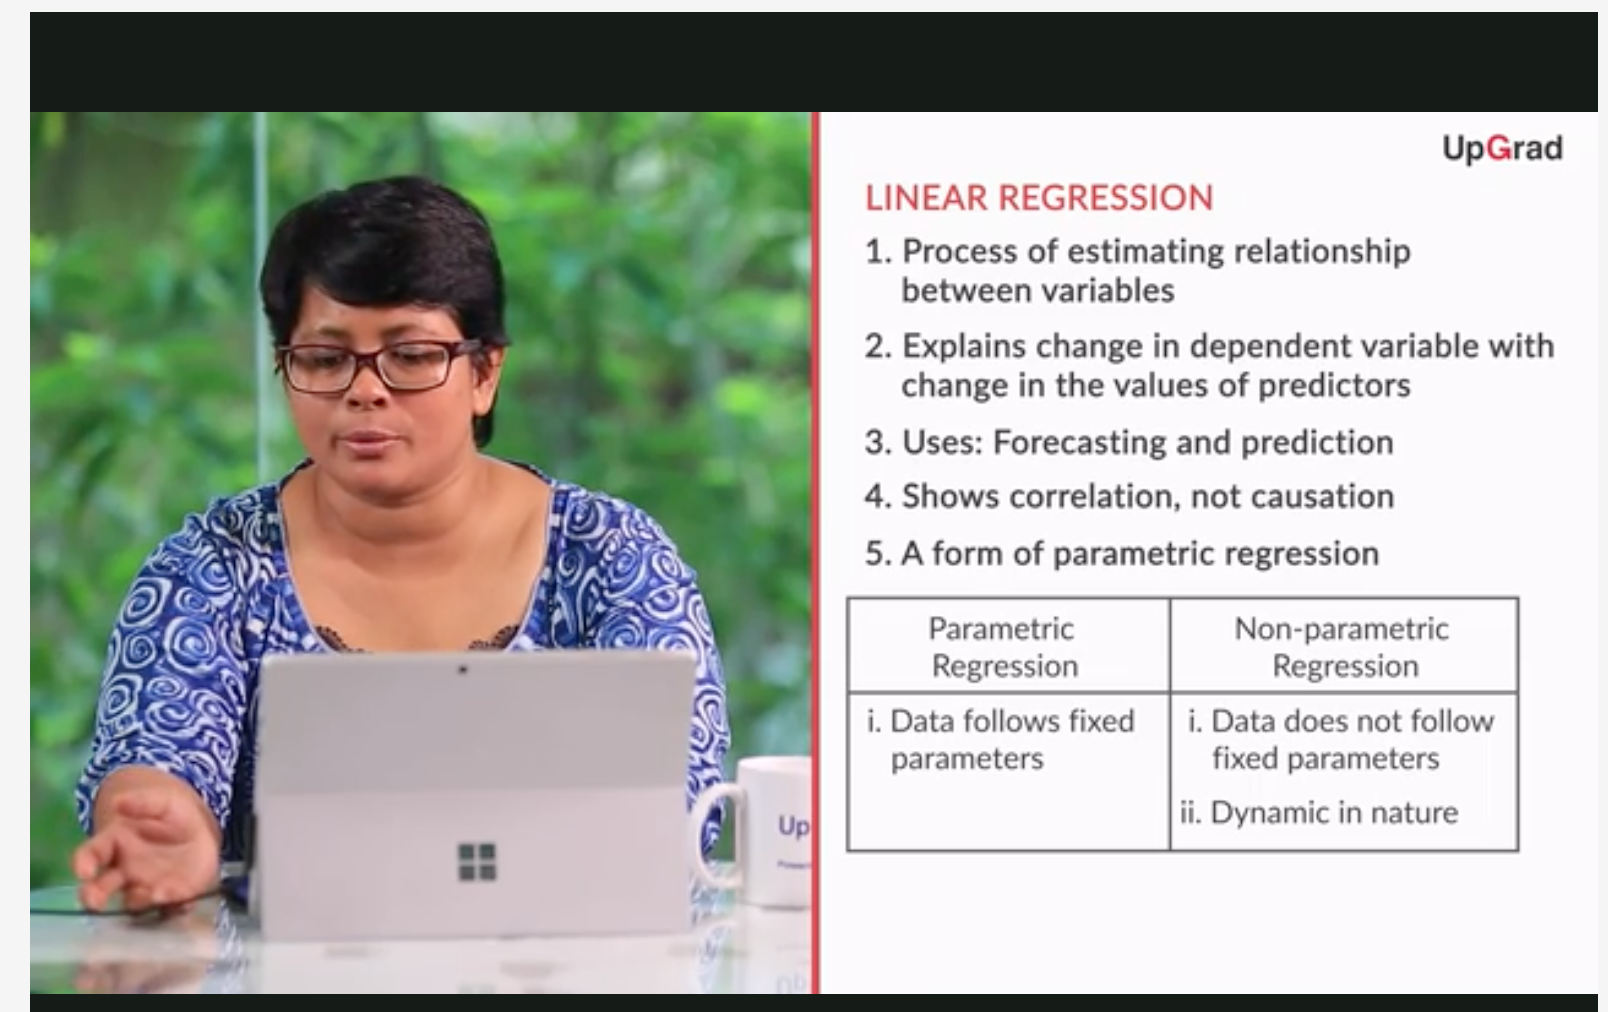 UpGrad
LINEAR REGRESSION
1. Process of estimating relationship
between variables
2. Explains change in dependent variable with
change in the values of predictors
3. Uses: Forecasting and prediction
4. Shows correlation, not causation
5. A form of parametric regression
Parametric
Regression
Non-parametric
Regression
i. Data follows fixed
parameters
i. Data does not follow
fixed parameters
ii. Dynamic in nature
Up